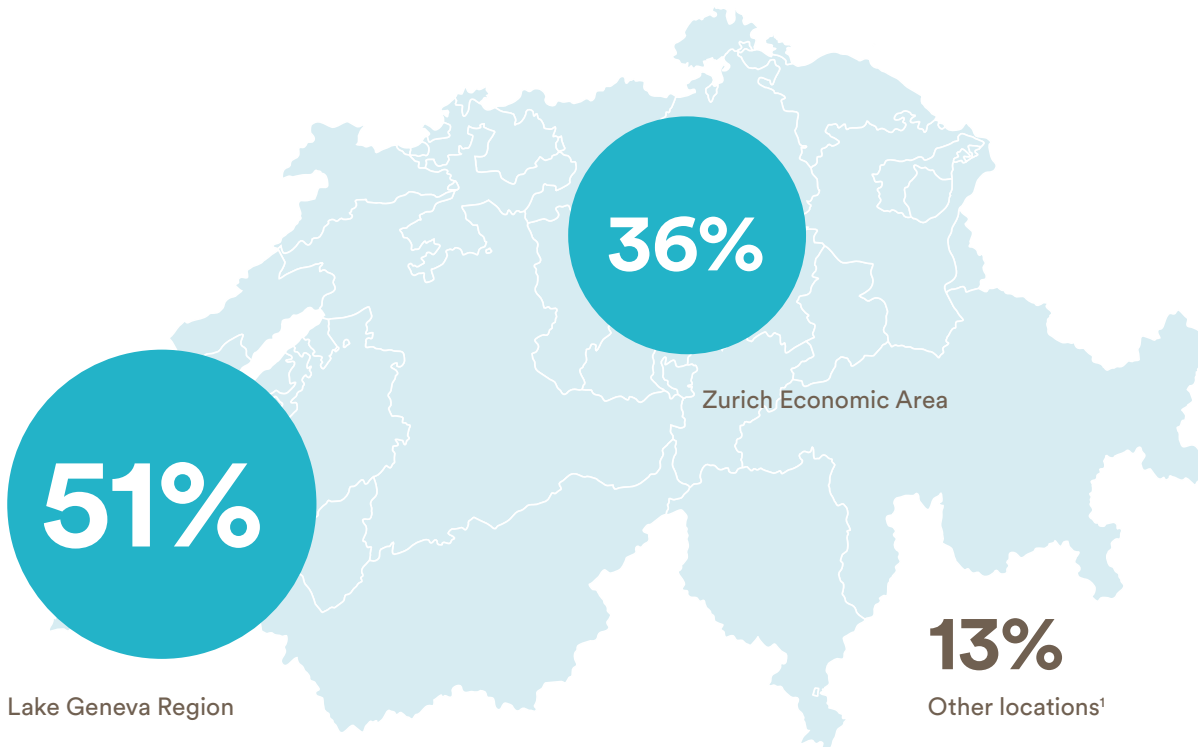 36%
Zurich Economic Area
51%
Lake Geneva Region
13%
Other locations¹